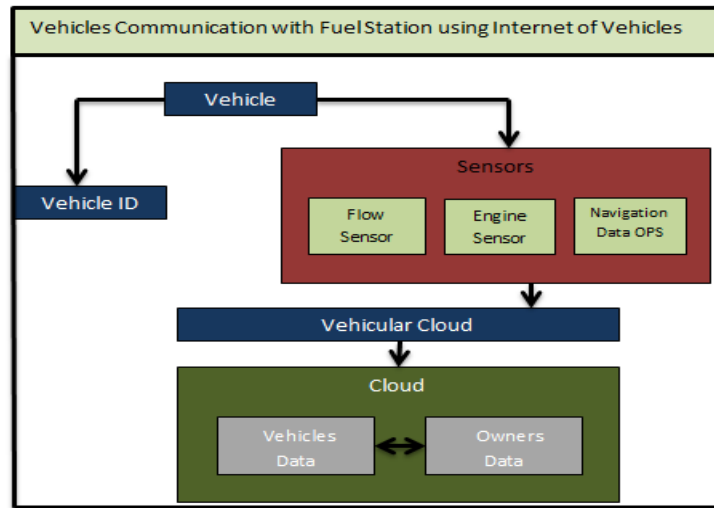 Vehicles Communication with Fuel Station using Internet of Vehicles
Vehicle
Vehicle ID
Sensors
Flow
Sensor
Engine
Sensor
Navigation
Data OPS
Vehicular Cloud
Cloud
Vehicles
Data
Owners
Data